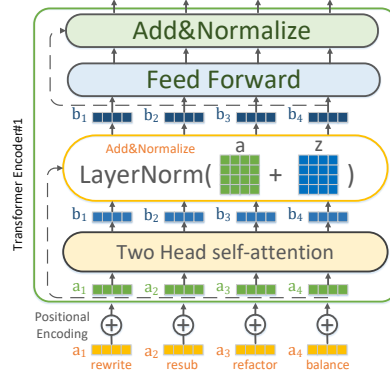 Add&Normalize
Feed Forward
b1 b2 b3 b4
Add&Normalize
a z
LayerNorm( + )
b1 b2 b3 b4
Two Head self-attention
a1 a2 a3 a4
Positional
Encoding
+ + + +
a1 a2 a3 a4
rewrite resub refactor balance
Transformer Encoder#1